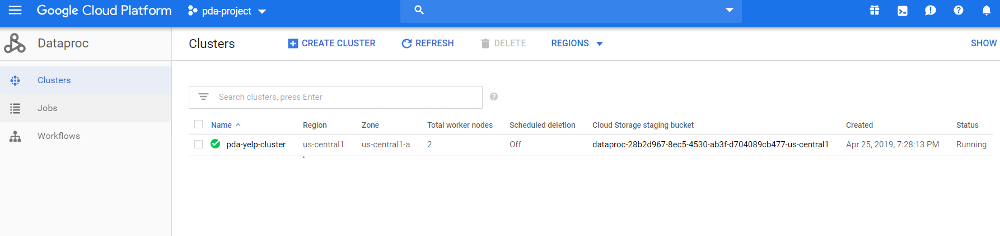 Google Cloud Platform pda-project
Dataproc Clusters CREATE CLUSTER REFRESH DELETE REGIONS SHOW
Clusters
Jobs
Workflows
Search clusters, press Enter
Name Region Zone Total worker nodes Scheduled deletion Cloud Storage staging bucket Created Status
pda-yelp-cluster us-central1 us-central1-a 2 Off dataproc-28b2d967-8ec5-4530-ab3f-d704089cb477-us-central1 Apr 25, 2019, 7:28:13 PM Running